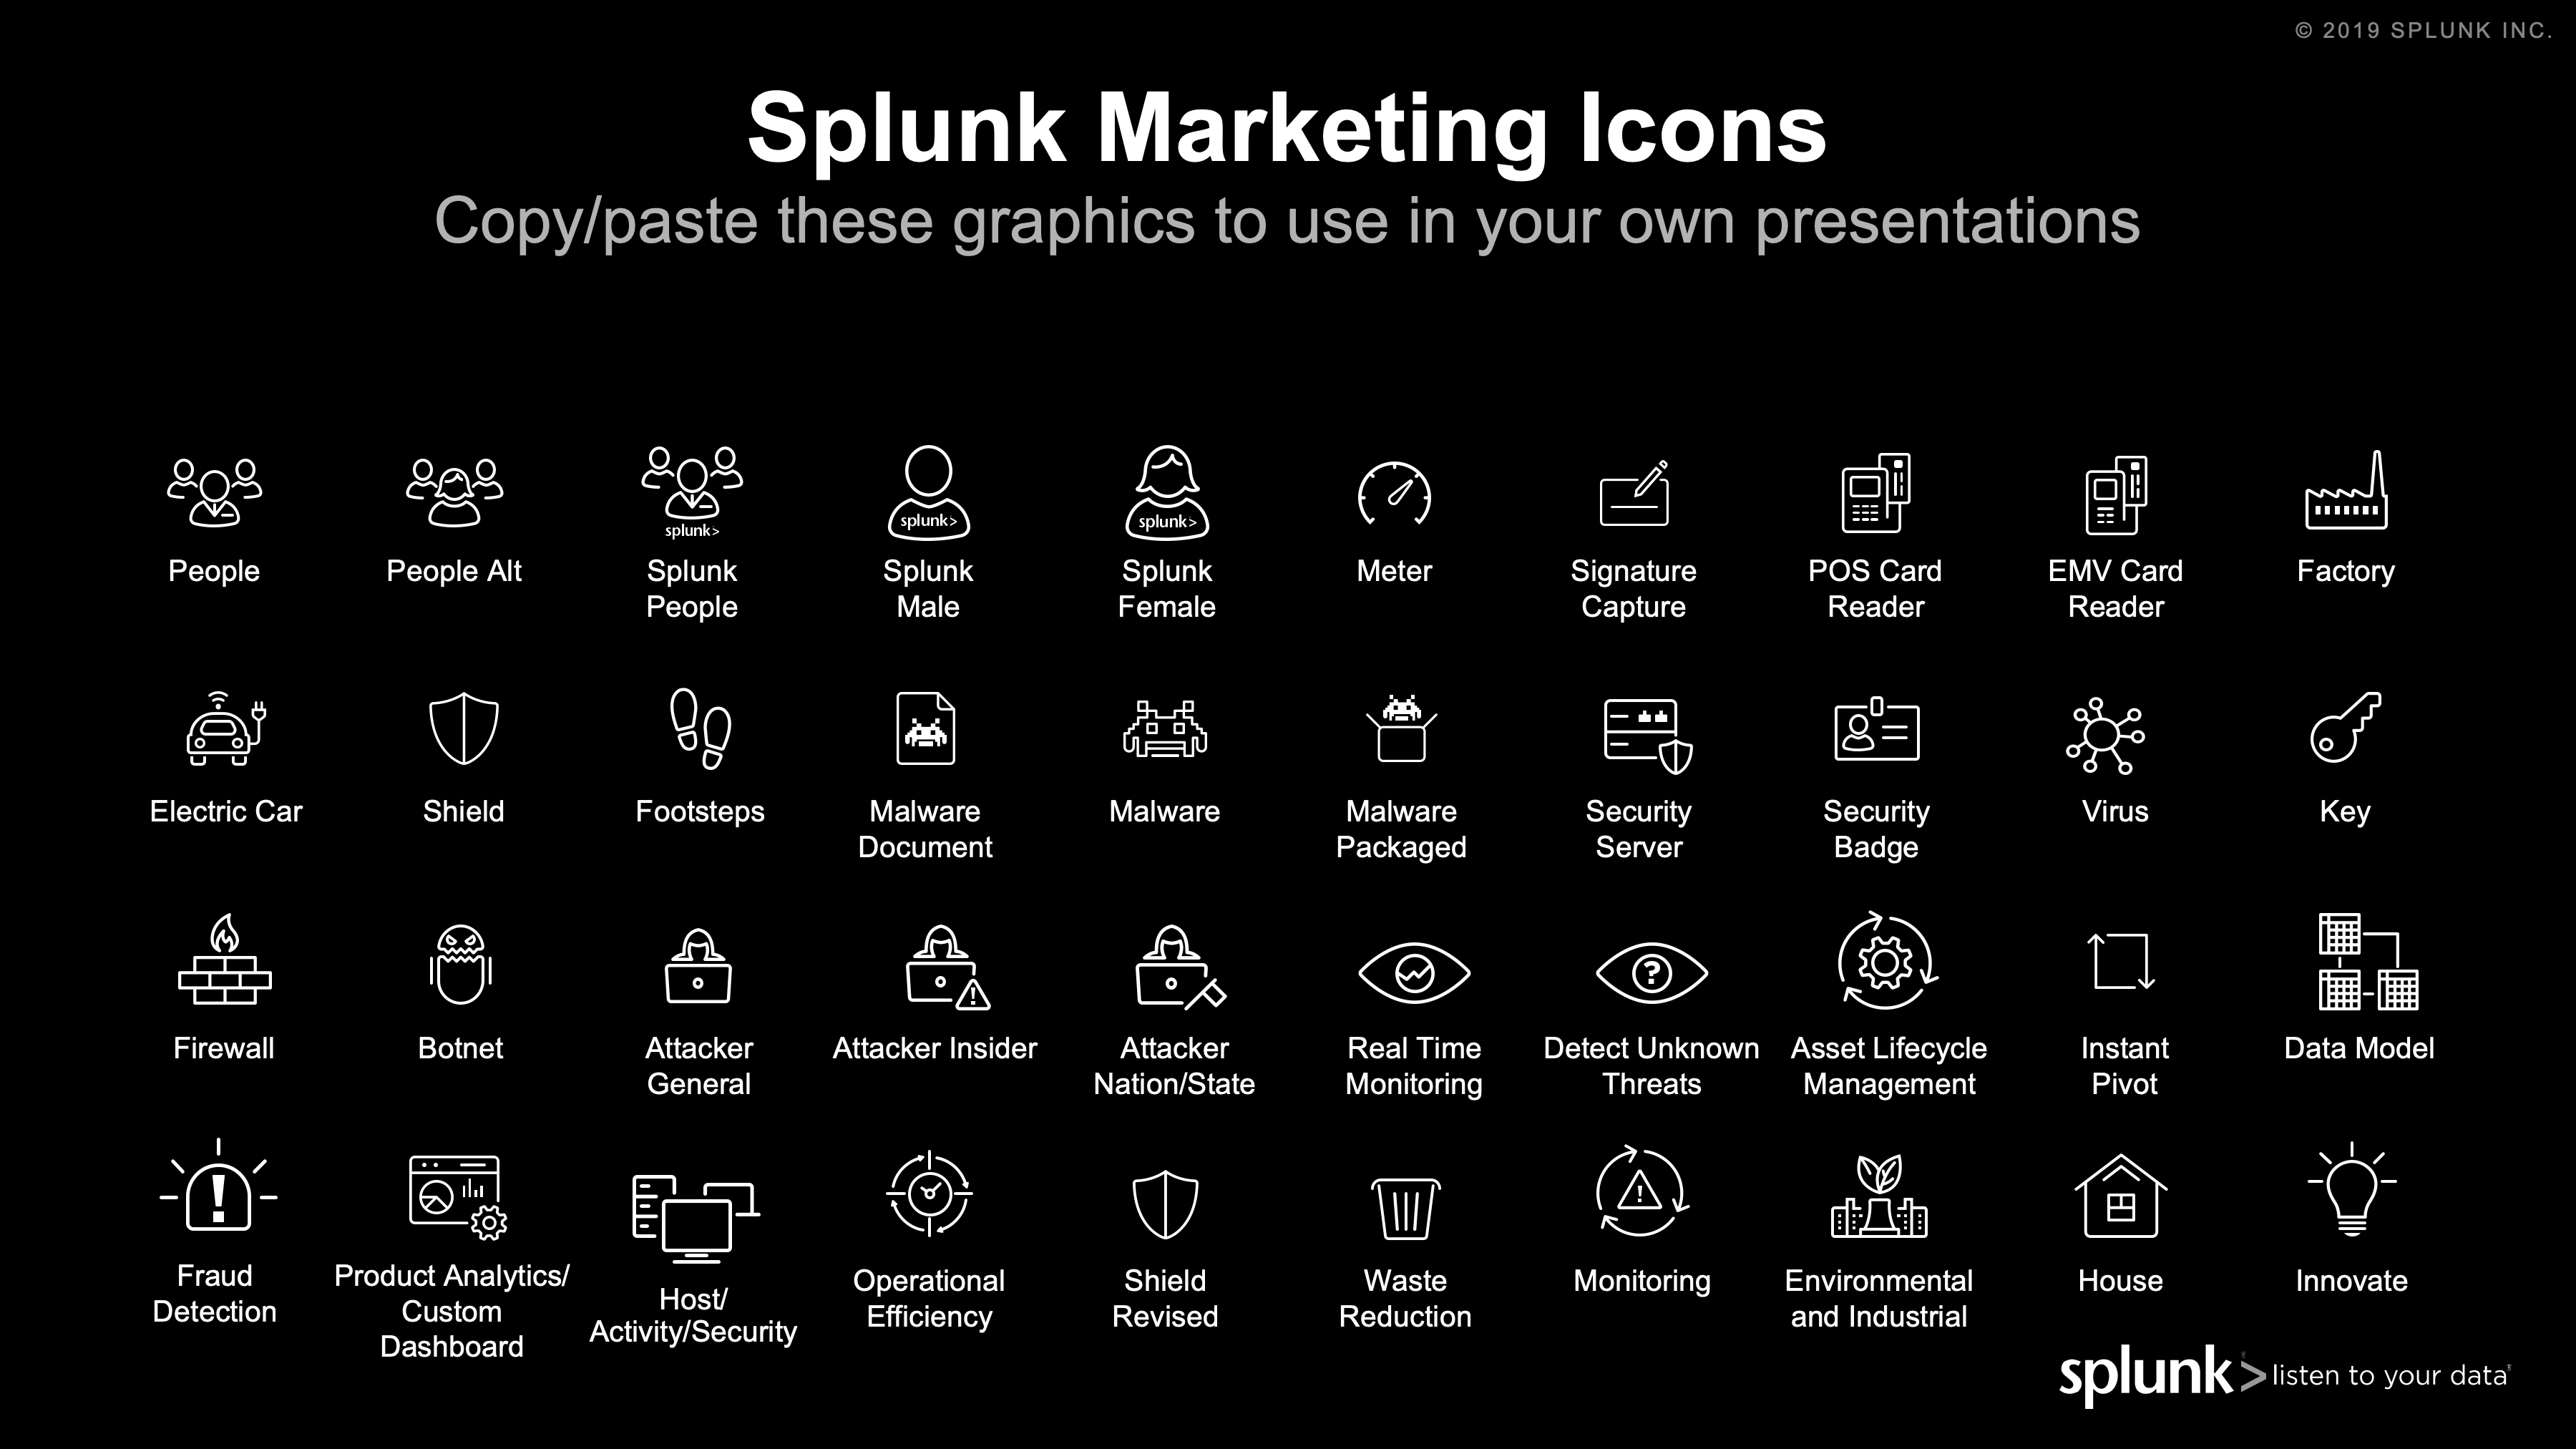 © 2019 SPLUNK INC.
Splunk Marketing Icons
Copy/paste these graphics to use in your own presentations
splunk>
splunk>
splunk>
People
People Alt
Splunk
People
Splunk
Male
Splunk
Female
Meter
Signature
Capture
POS Card
Reader
EMV Card
Reader
Factory
Electric Car
Shield
Footsteps
Malware
Document
Malware
Malware
Packaged
Security
Server
Security
Badge
Virus
Key
Firewall
Botnet
Attacker
General
Attacker Insider
Attacker
Nation/State
Real Time
Monitoring
Detect Unknown
Threats
Asset Lifecycle
Management
Instant
Pivot
Data Model
Fraud
Detection
Product Analytics/
Custom
Dashboard
Host/
Activity/Security
Operational
Efficiency
Shield
Revised
Waste
Reduction
Monitoring
Environmental
and Industrial
House
Innovate
splunk> listen to your data